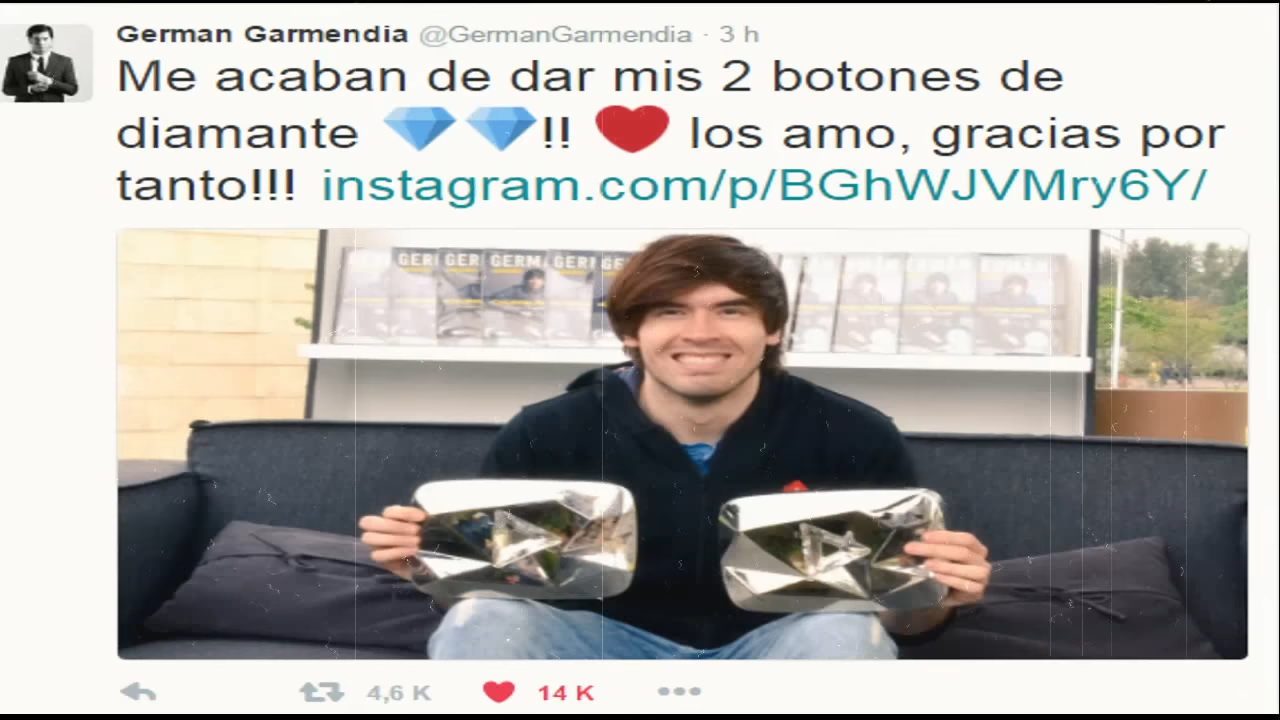 German Garmendia @GermanGarmendia · 3 h
Me acaban de dar mis 2 botones de
diamante 💎💎!! ❤ los amo, gracias por
tanto!!! instagram.com/p/BGhWJVMry6Y/
GERM
4,6 K 14 K